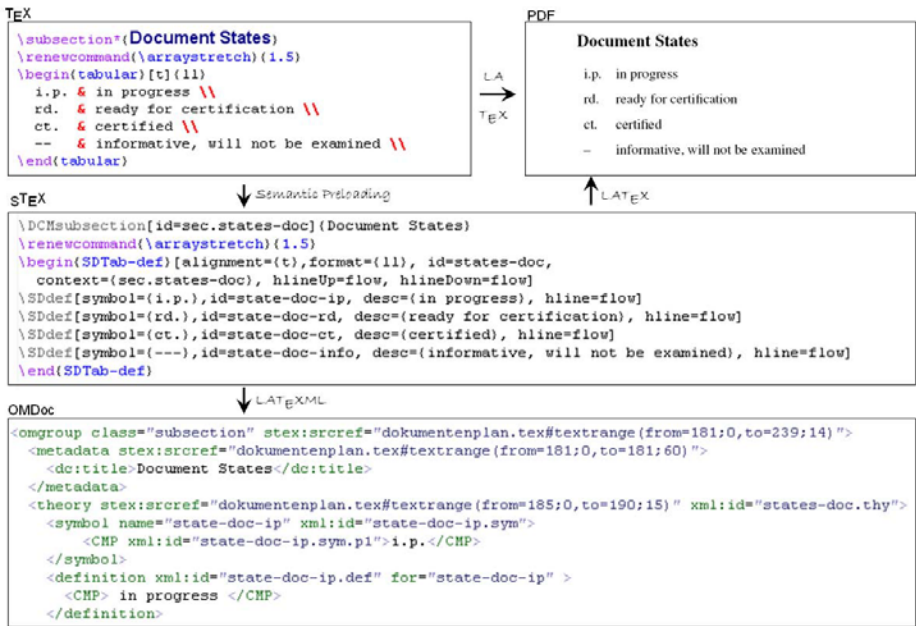 TEX
\subsection*{Document States}
\renewcommand{\arraystretch}{1.5}
\begin{tabular}[t]{ll}
i.p. & in progress \\
rd. & ready for certification \\
ct. & certified \\
-- & informative, will not be examined \\
\end{tabular}
LA
TEX
PDF
Document States
i.p. in progress
rd. ready for certification
ct. certified
– informative, will not be examined
Semantic Preloading
LATEX
STEX
\DCMsubsection[id=sec.states-doc]{Document States}
\renewcommand{\arraystretch}{1.5}
\begin{SDTab-def}[alignment={t},format={ll}, id=states-doc,
context={sec.states-doc}, hlineUp=flow, hlineDown=flow]
\SDdef[symbol={i.p.},id=state-doc-ip, desc={in progress}, hline=flow]
\SDdef[symbol={rd.},id=state-doc-rd, desc={ready for certification}, hline=flow]
\SDdef[symbol={ct.},id=state-doc-ct, desc={certified}, hline=flow]
\SDdef[symbol={---},id=state-doc-info, desc={informative, will not be examined}, hline=flow]
\end{SDTab-def}
LATEXML
OMDoc
<omgroup class="subsection" stex:srcref="dokumentenplan.tex#textrange(from=181;0,to=239;14)">
<metadata stex:srcref="dokumentenplan.tex#textrange(from=181;0,to=181;60)">
<dc:title>Document States</dc:title>
</metadata>
<theory stex:srcref="dokumentenplan.tex#textrange(from=185;0,to=190;15)" xml:id="states-doc.thy">
<symbol name="state-doc-ip" xml:id="state-doc-ip.sym">
<CMP xml:id="state-doc-ip.sym.p1">i.p.</CMP>
</symbol>
<definition xml:id="state-doc-ip.def" for="state-doc-ip" >
<CMP> in progress </CMP>
</definition>